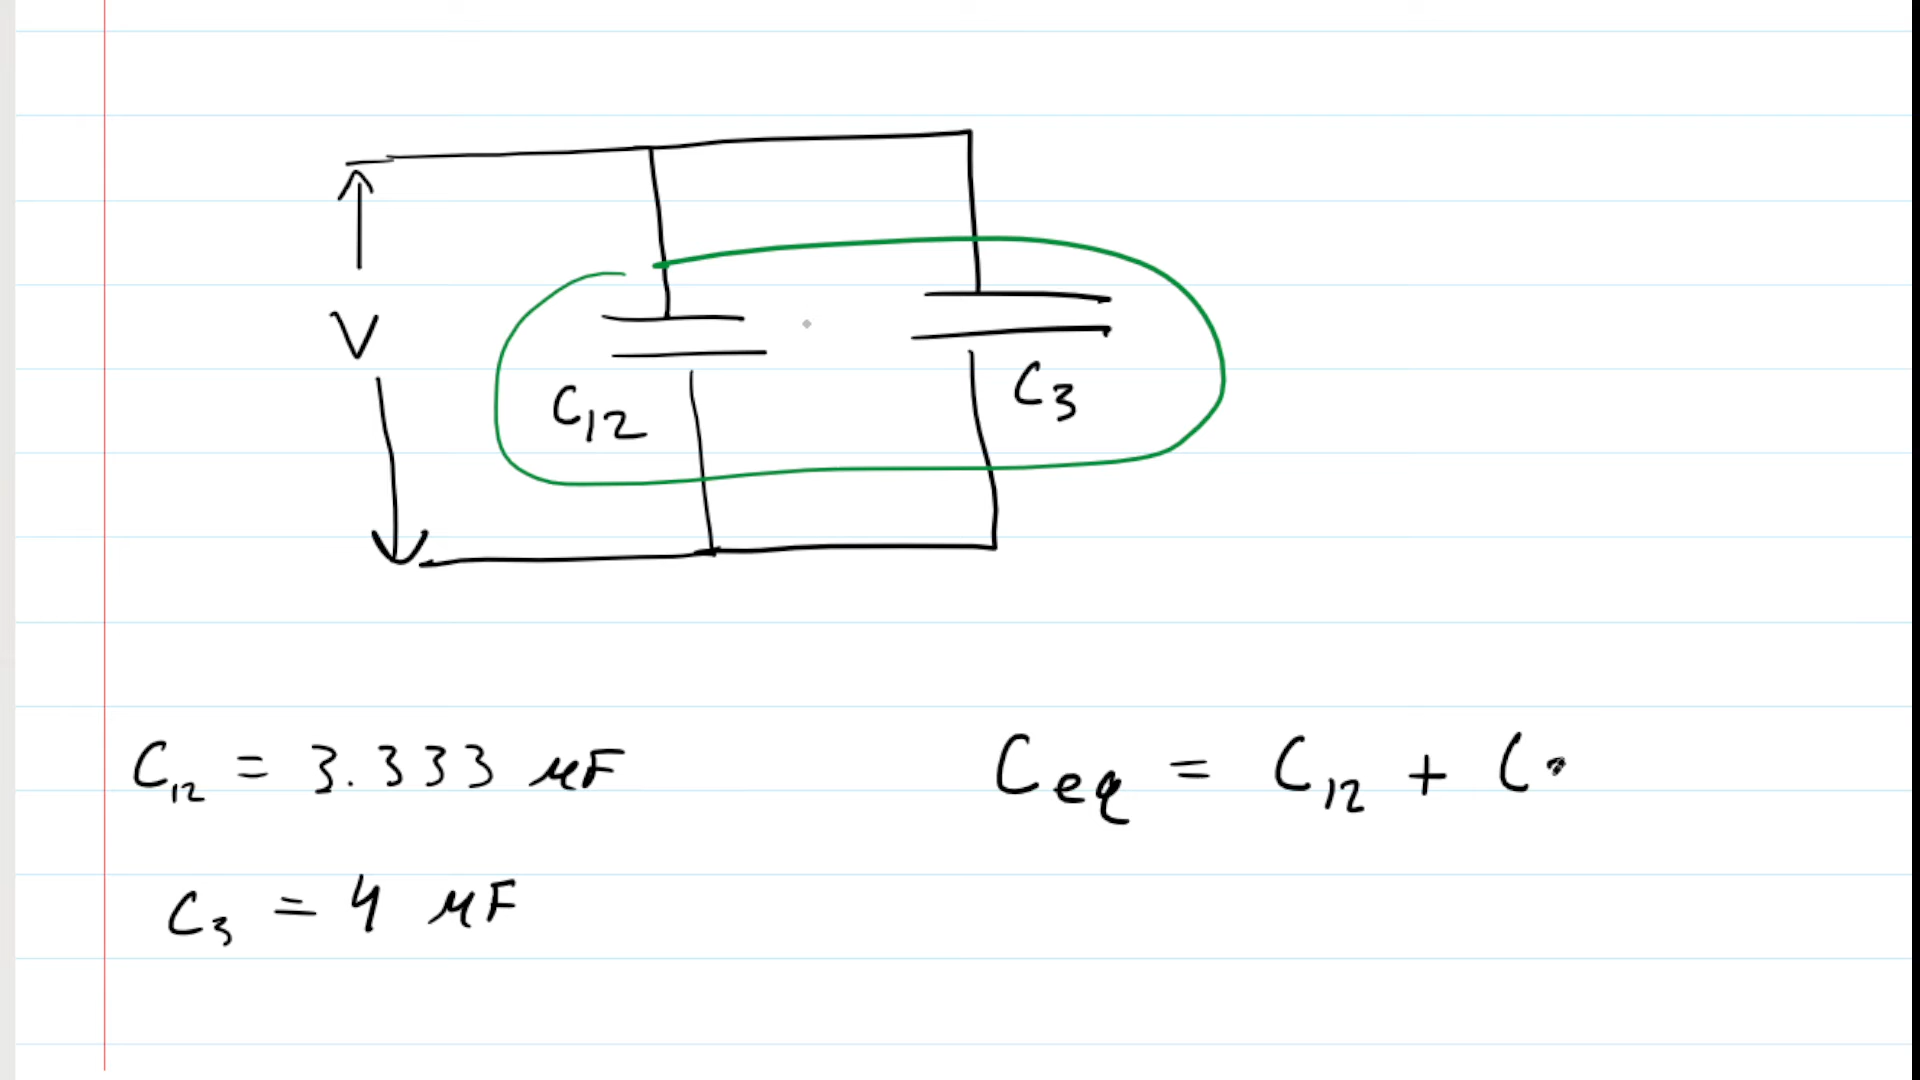 V
C₁₂
C₃
C₁₂ = 3.333 μF
Ceq = C₁₂ + C
C₃ = 4 μF